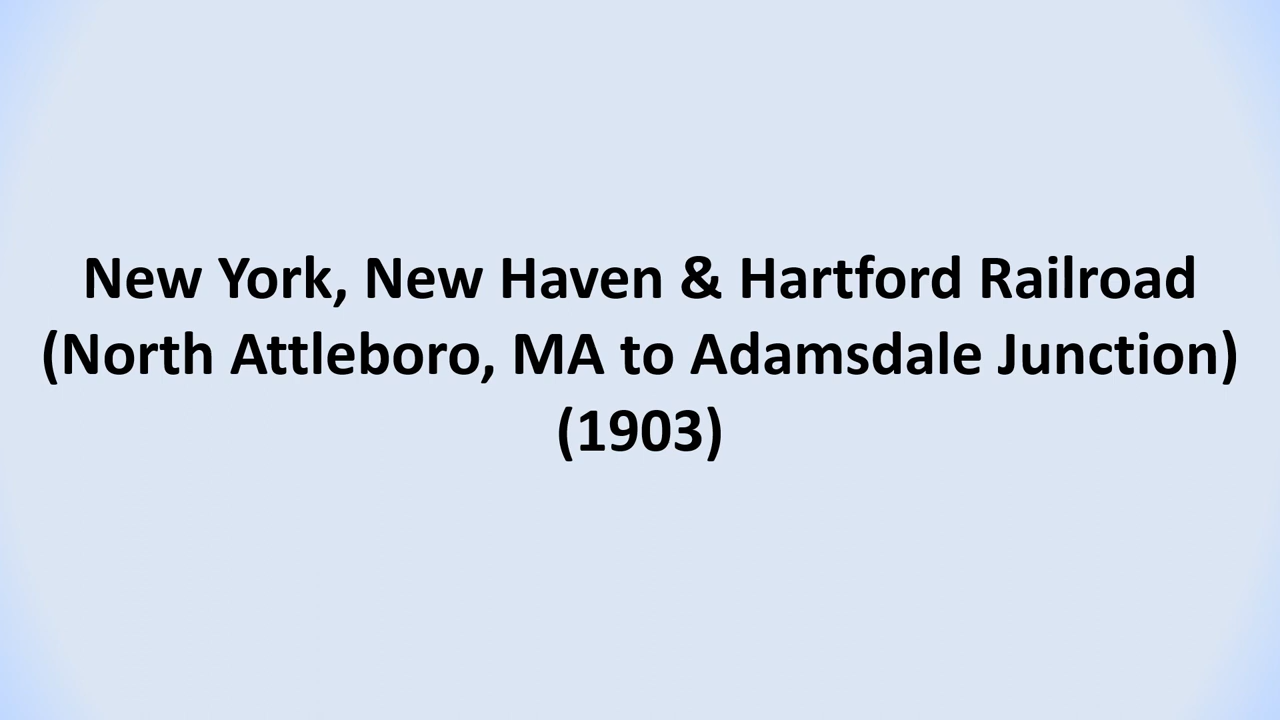 New York, New Haven & Hartford Railroad
(North Attleboro, MA to Adamsdale Junction)
(1903)